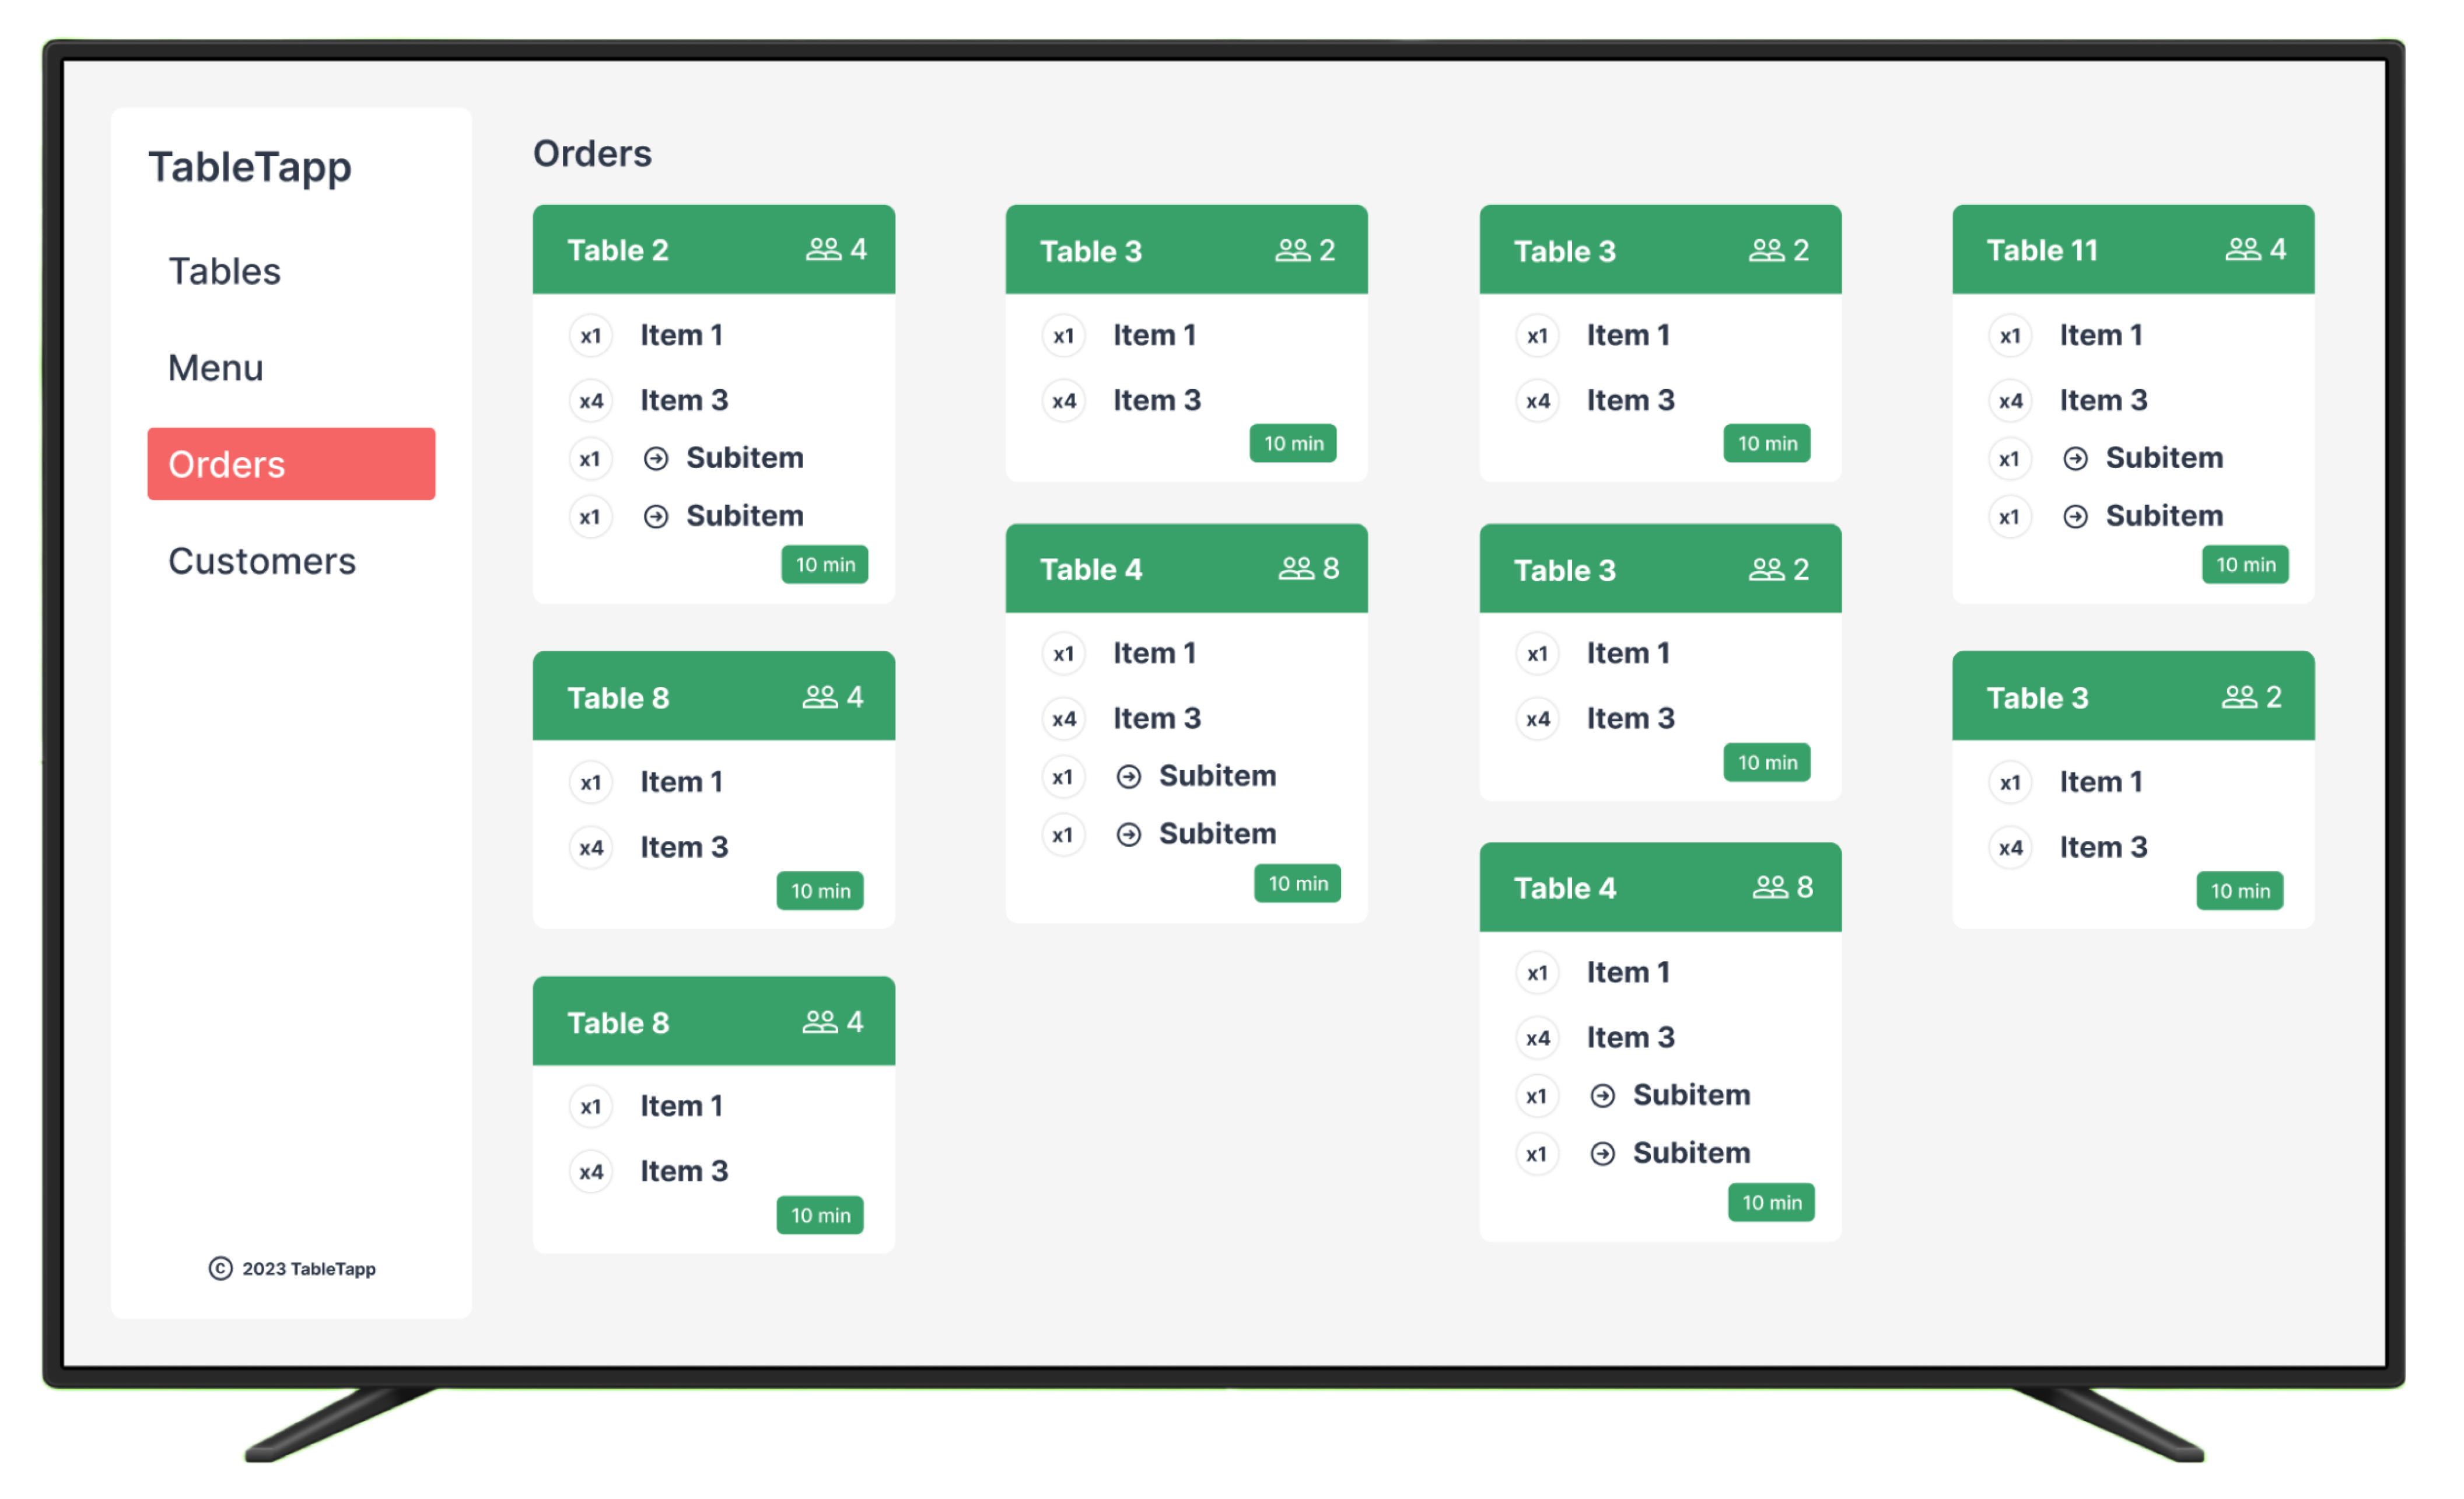 TableTapp
Tables
Menu
Orders
Customers
© 2023 TableTapp
Orders
Table 2 4
x1 Item 1
x4 Item 3
x1 Subitem
x1 Subitem
10 min
Table 8 4
x1 Item 1
x4 Item 3
10 min
Table 8 4
x1 Item 1
x4 Item 3
10 min
Table 3 2
x1 Item 1
x4 Item 3
10 min
Table 4 8
x1 Item 1
x4 Item 3
x1 Subitem
x1 Subitem
10 min
Table 3 2
x1 Item 1
x4 Item 3
10 min
Table 3 2
x1 Item 1
x4 Item 3
10 min
Table 4 8
x1 Item 1
x4 Item 3
x1 Subitem
x1 Subitem
10 min
Table 11 4
x1 Item 1
x4 Item 3
x1 Subitem
x1 Subitem
10 min
Table 3 2
x1 Item 1
x4 Item 3
10 min